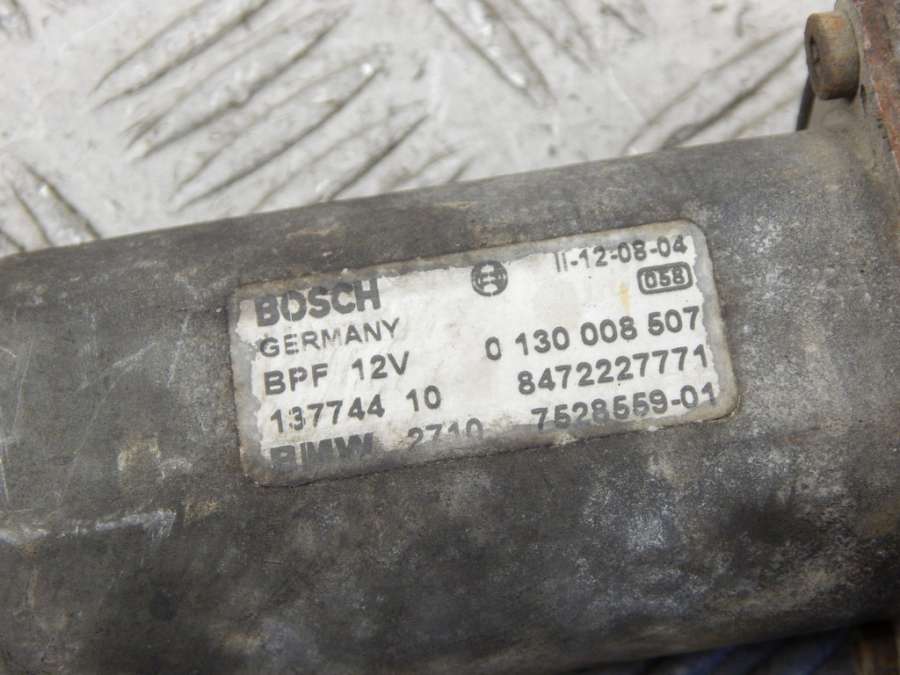 BOSCH II-12-08-04
GERMANY 058
BPF 12V 0 130 008 507
137744 10 8472227771
BMW 2710 7528559-01